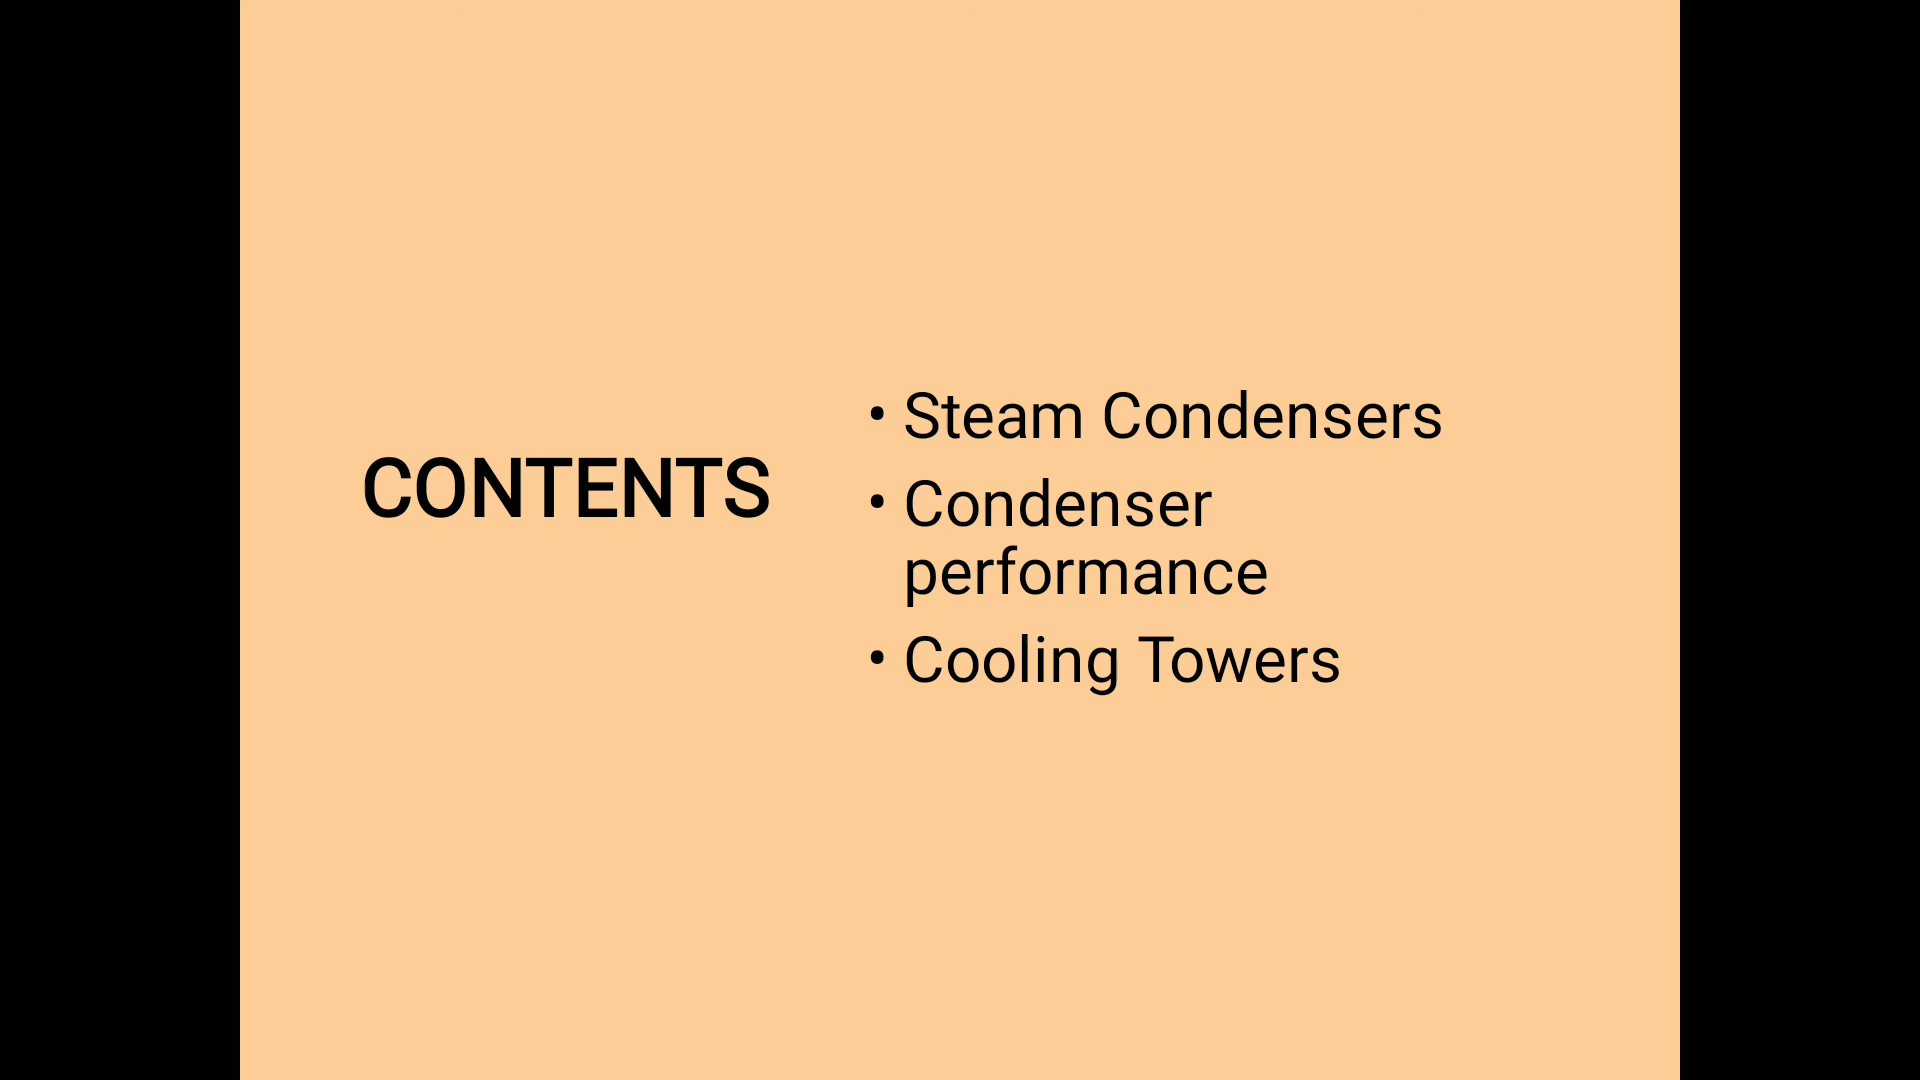 CONTENTS
• Steam Condensers
• Condenser
performance
• Cooling Towers